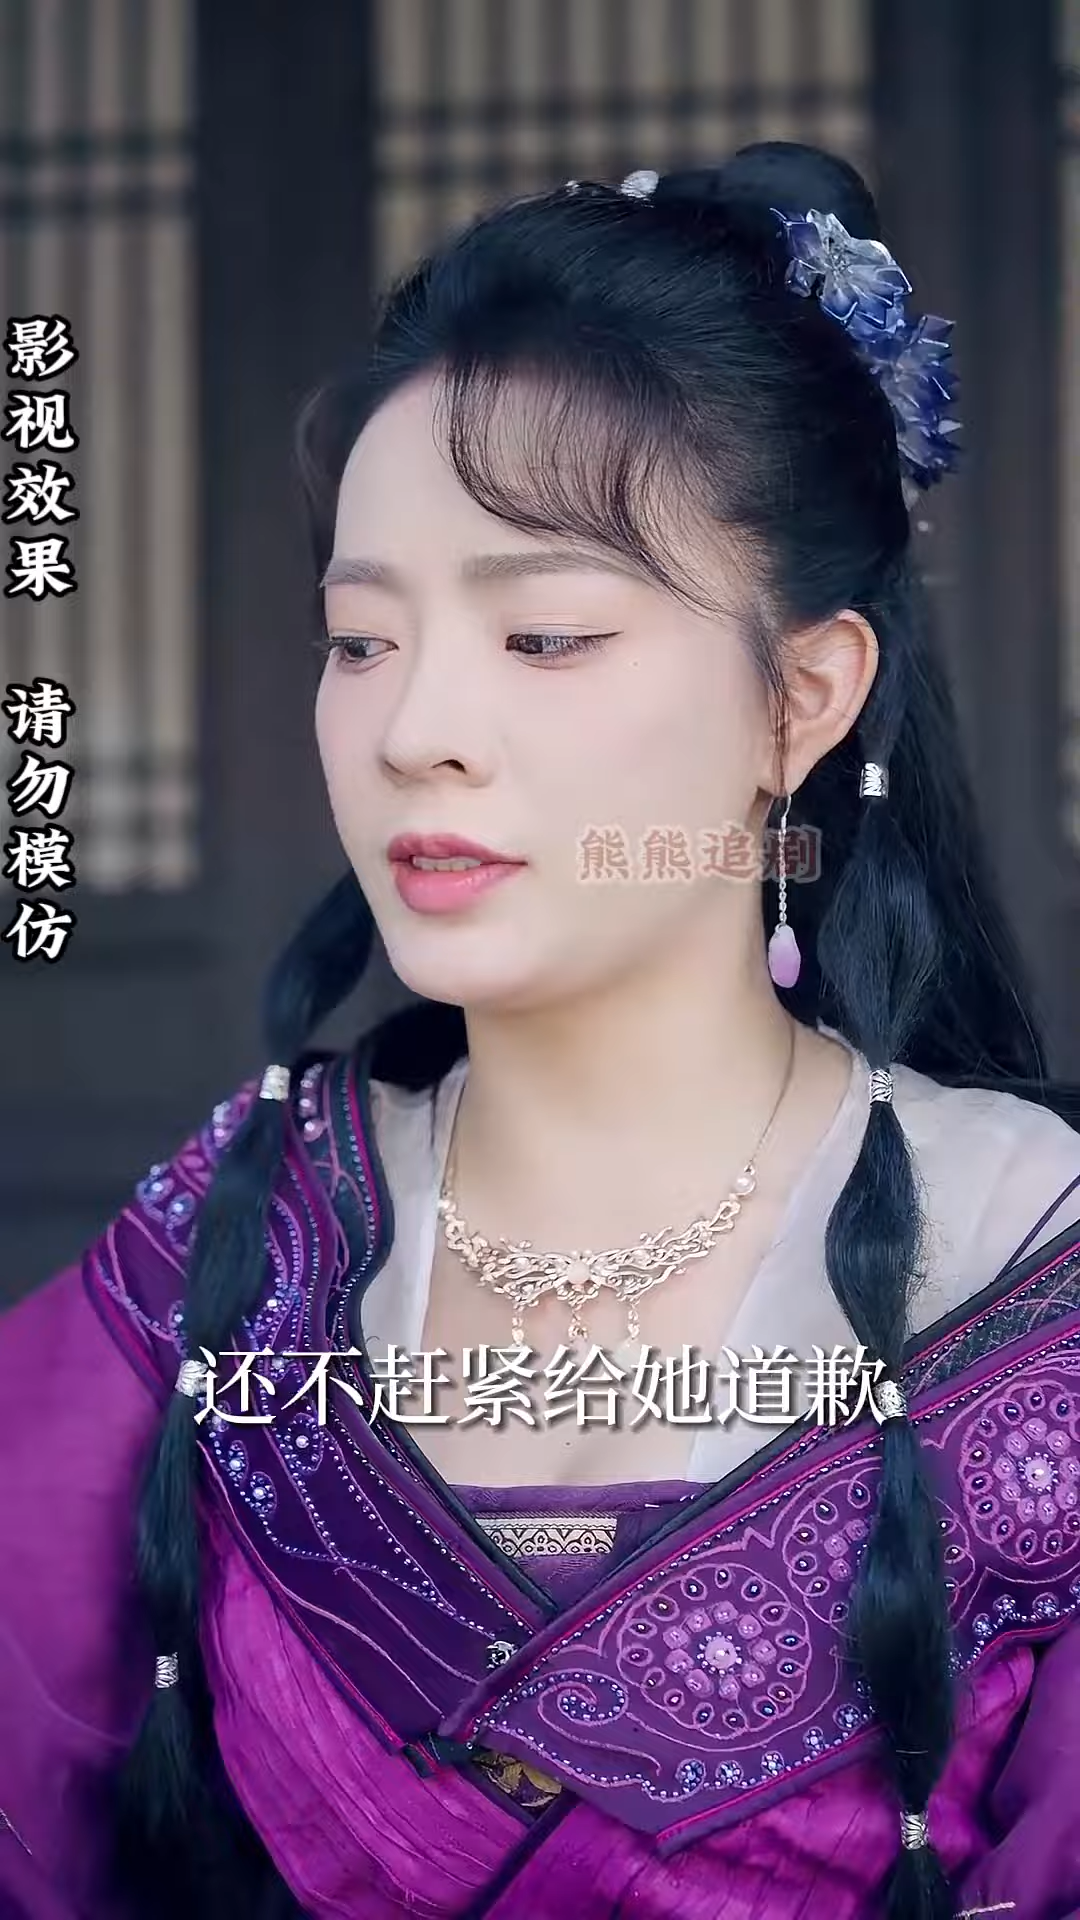 影视效果 请勿模仿
熊熊追剧
还不赶紧给她道歉